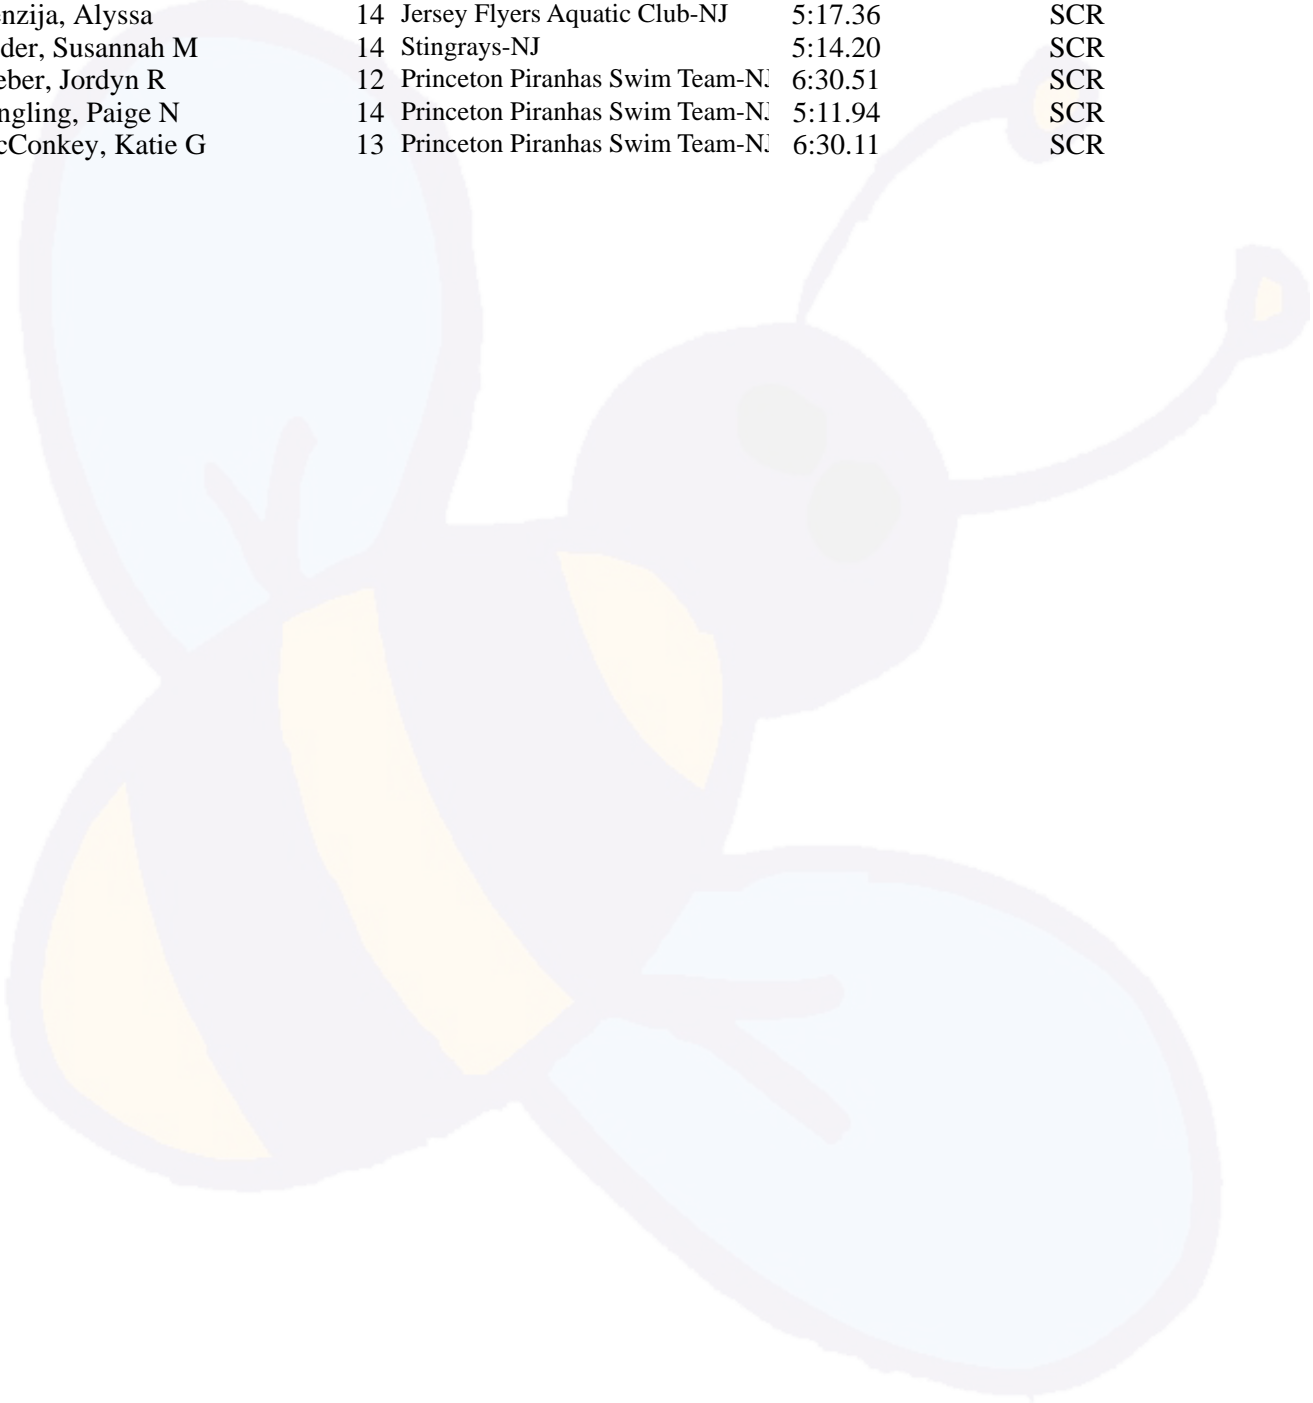 enzija, Alyssa 14 Jersey Flyers Aquatic Club-NJ 5:17.36 SCR
der, Susannah M 14 Stingrays-NJ 5:14.20 SCR
eber, Jordyn R 12 Princeton Piranhas Swim Team-NJ 6:30.51 SCR
ngling, Paige N 14 Princeton Piranhas Swim Team-NJ 5:11.94 SCR
cConkey, Katie G 13 Princeton Piranhas Swim Team-NJ 6:30.11 SCR